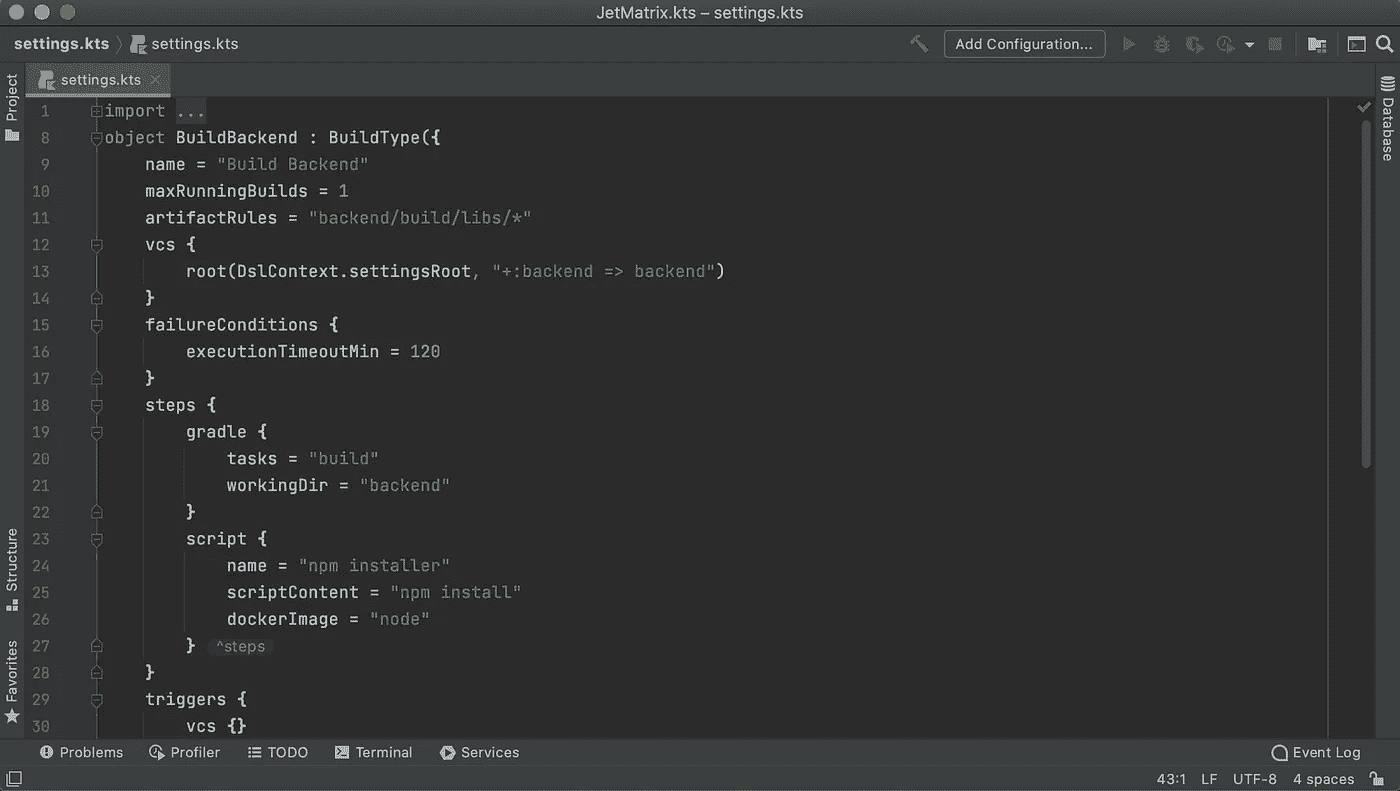 JetMatrix.kts – settings.kts
settings.kts 〉 settings.kts
Add Configuration...
Project
settings.kts
Database
1 import ...
8 object BuildBackend : BuildType({
9 name = "Build Backend"
10 maxRunningBuilds = 1
11 artifactRules = "backend/build/libs/*"
12 vcs {
13 root(DslContext.settingsRoot, "+:backend => backend")
14 }
15 failureConditions {
16 executionTimeoutMin = 120
17 }
18 steps {
19 gradle {
20 tasks = "build"
21 workingDir = "backend"
22 }
23 script {
24 name = "npm installer"
25 scriptContent = "npm install"
26 dockerImage = "node"
27 } ^steps
28 }
29 triggers {
30 vcs {}
Structure
Favorites
Problems Profiler TODO Terminal Services Event Log
43:1 LF UTF-8 4 spaces